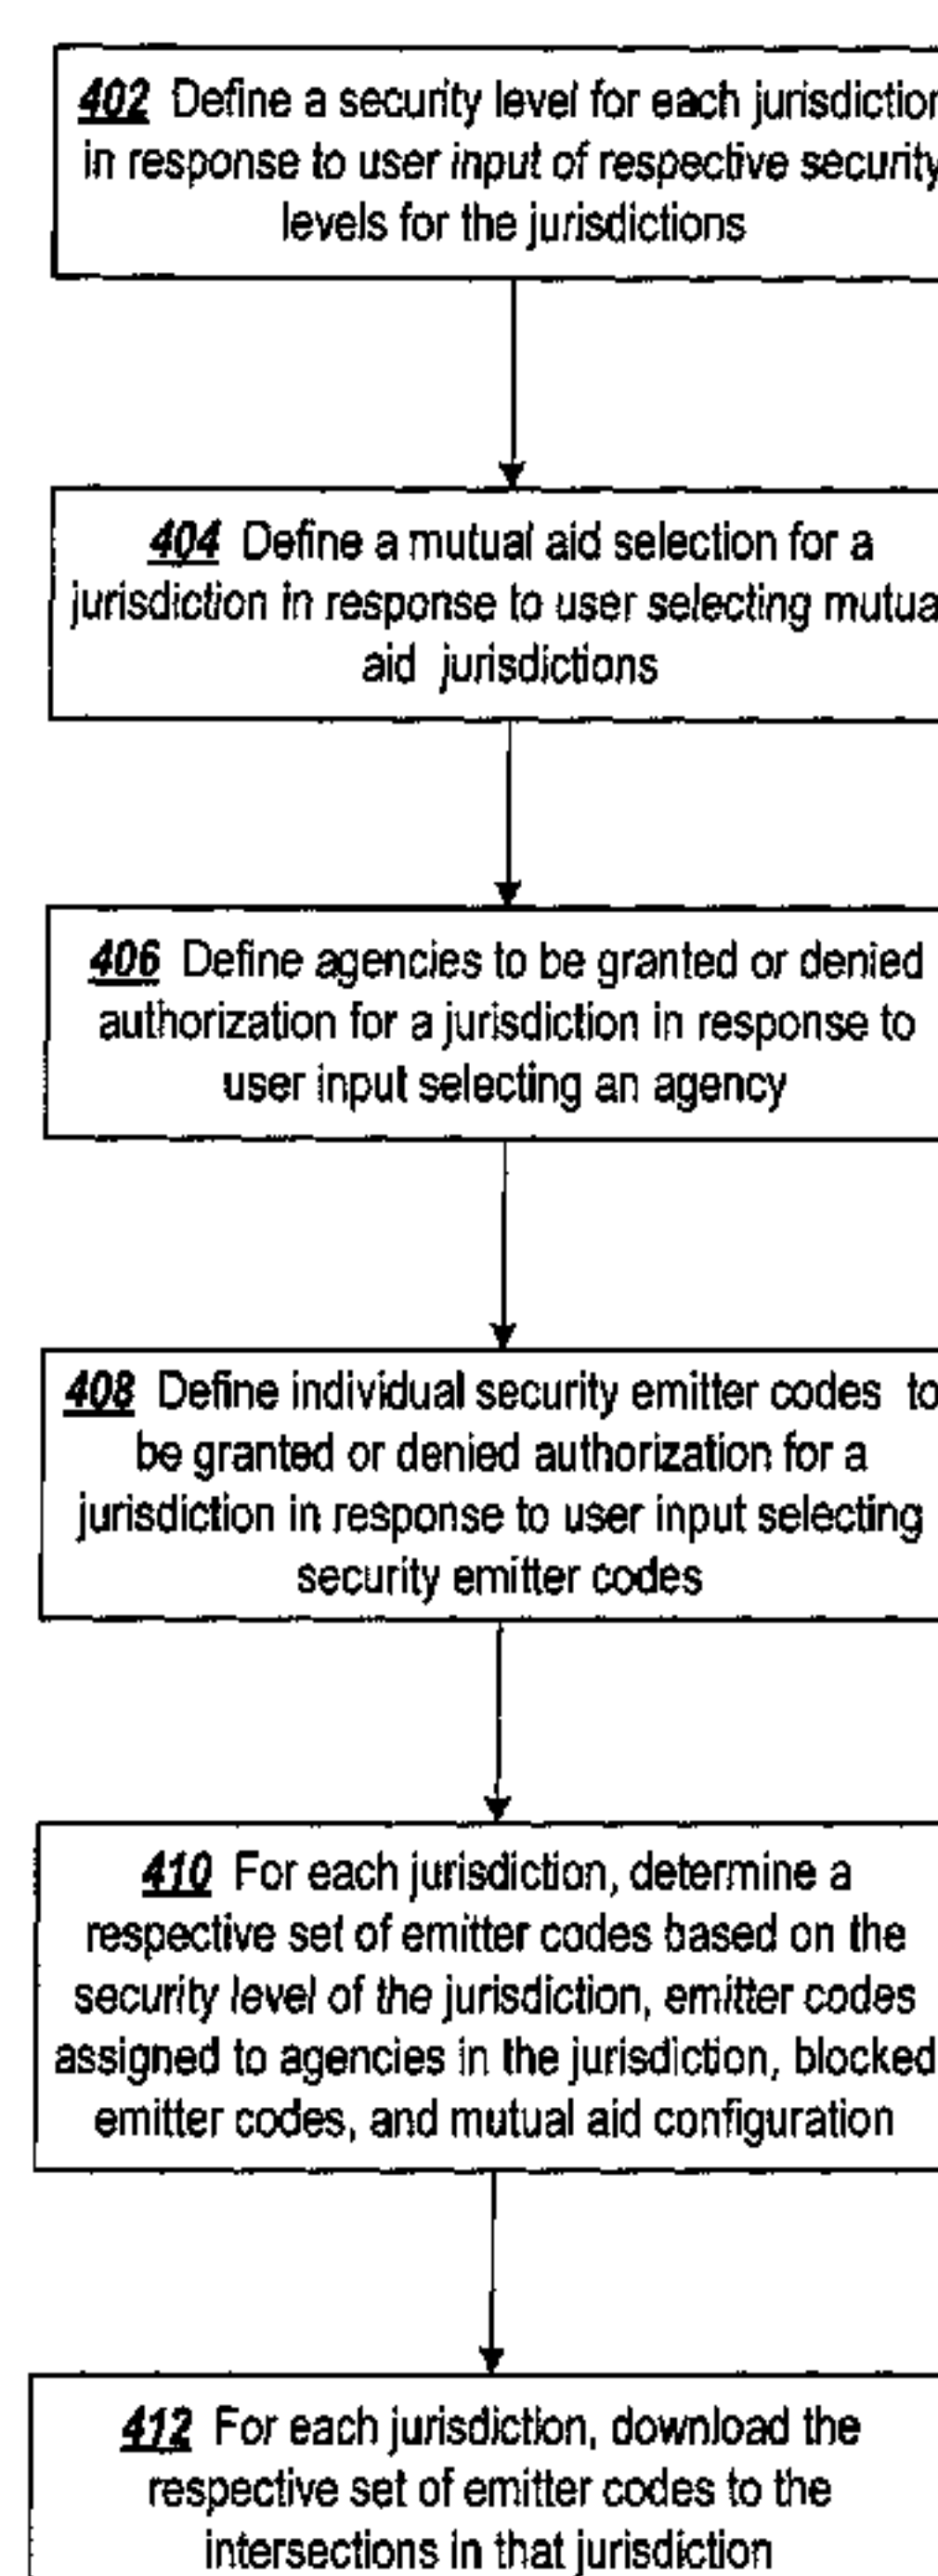 402 Define a security level for each jurisdiction
in response to user input of respective security
levels for the jurisdictions
404 Define a mutual aid selection for a
jurisdiction in response to user selecting mutua
aid jurisdictions
406 Define agencies to be granted or denied
authorization for a jurisdiction in response to
user input selecting an agency
408 Define individual security emitter codes to
be granted or denied authorization for a
jurisdiction in response to user input selecting
security emitter codes
410 For each jurisdiction, determine a
respective set of emitter codes based on the
security level of the jurisdiction, emitter codes
assigned to agencies in the jurisdiction, blocked
emitter codes, and mutual aid configuration
412 For each jurisdiction, download the
respective set of emitter codes to the
intersections in that jurisdiction